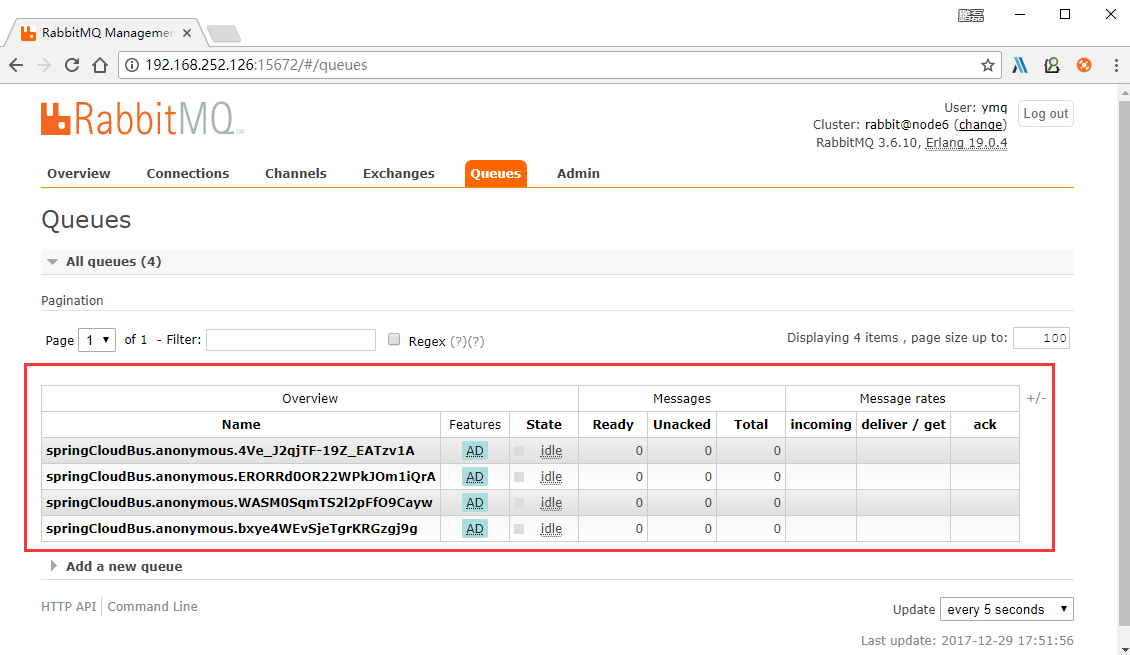 鹏磊
RabbitMQ Managemen
192.168.252.126:15672/#/queues
RabbitMQ TM
User: ymq
Log out
Cluster: rabbit@node6 (change)
RabbitMQ 3.6.10, Erlang 19.0.4
Overview Connections Channels Exchanges Queues Admin
Queues
All queues (4)
Pagination
Page 1 of 1 - Filter: Regex (?)(?) Displaying 4 items , page size up to: 100
Overview Messages Message rates +/-
Name Features State Ready Unacked Total incoming deliver / get ack
springCloudBus.anonymous.4Ve_J2qjTF-19Z_EATzv1A AD idle 0 0 0
springCloudBus.anonymous.ERORRd0OR22WPkJOm1iQrA AD idle 0 0 0
springCloudBus.anonymous.WASM0SqmTS2l2pFfO9Cayw AD idle 0 0 0
springCloudBus.anonymous.bxye4WEvSjeTgrKRGzgj9g AD idle 0 0 0
Add a new queue
HTTP API Command Line
Update every 5 seconds
Last update: 2017-12-29 17:51:56